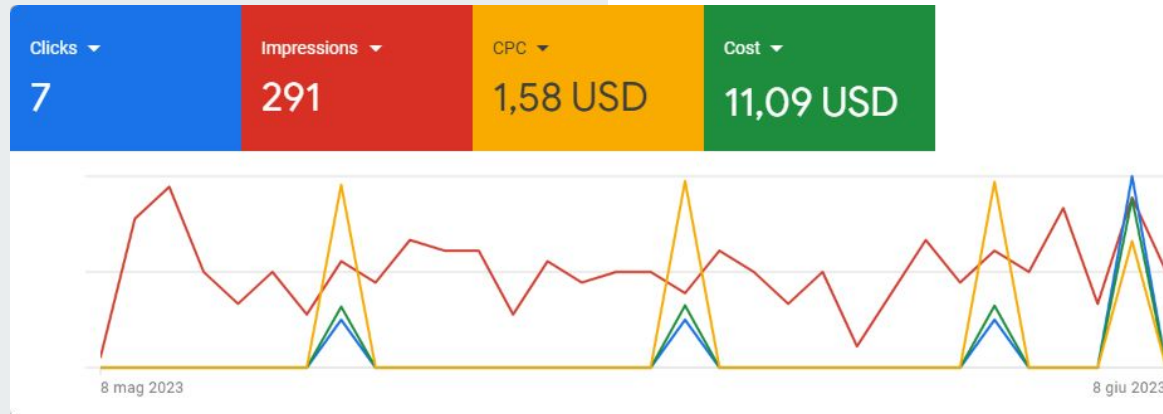 Clicks Impressions CPC Cost
7 291 1,58 USD 11,09 USD
8 mag 2023 8 giu 2023